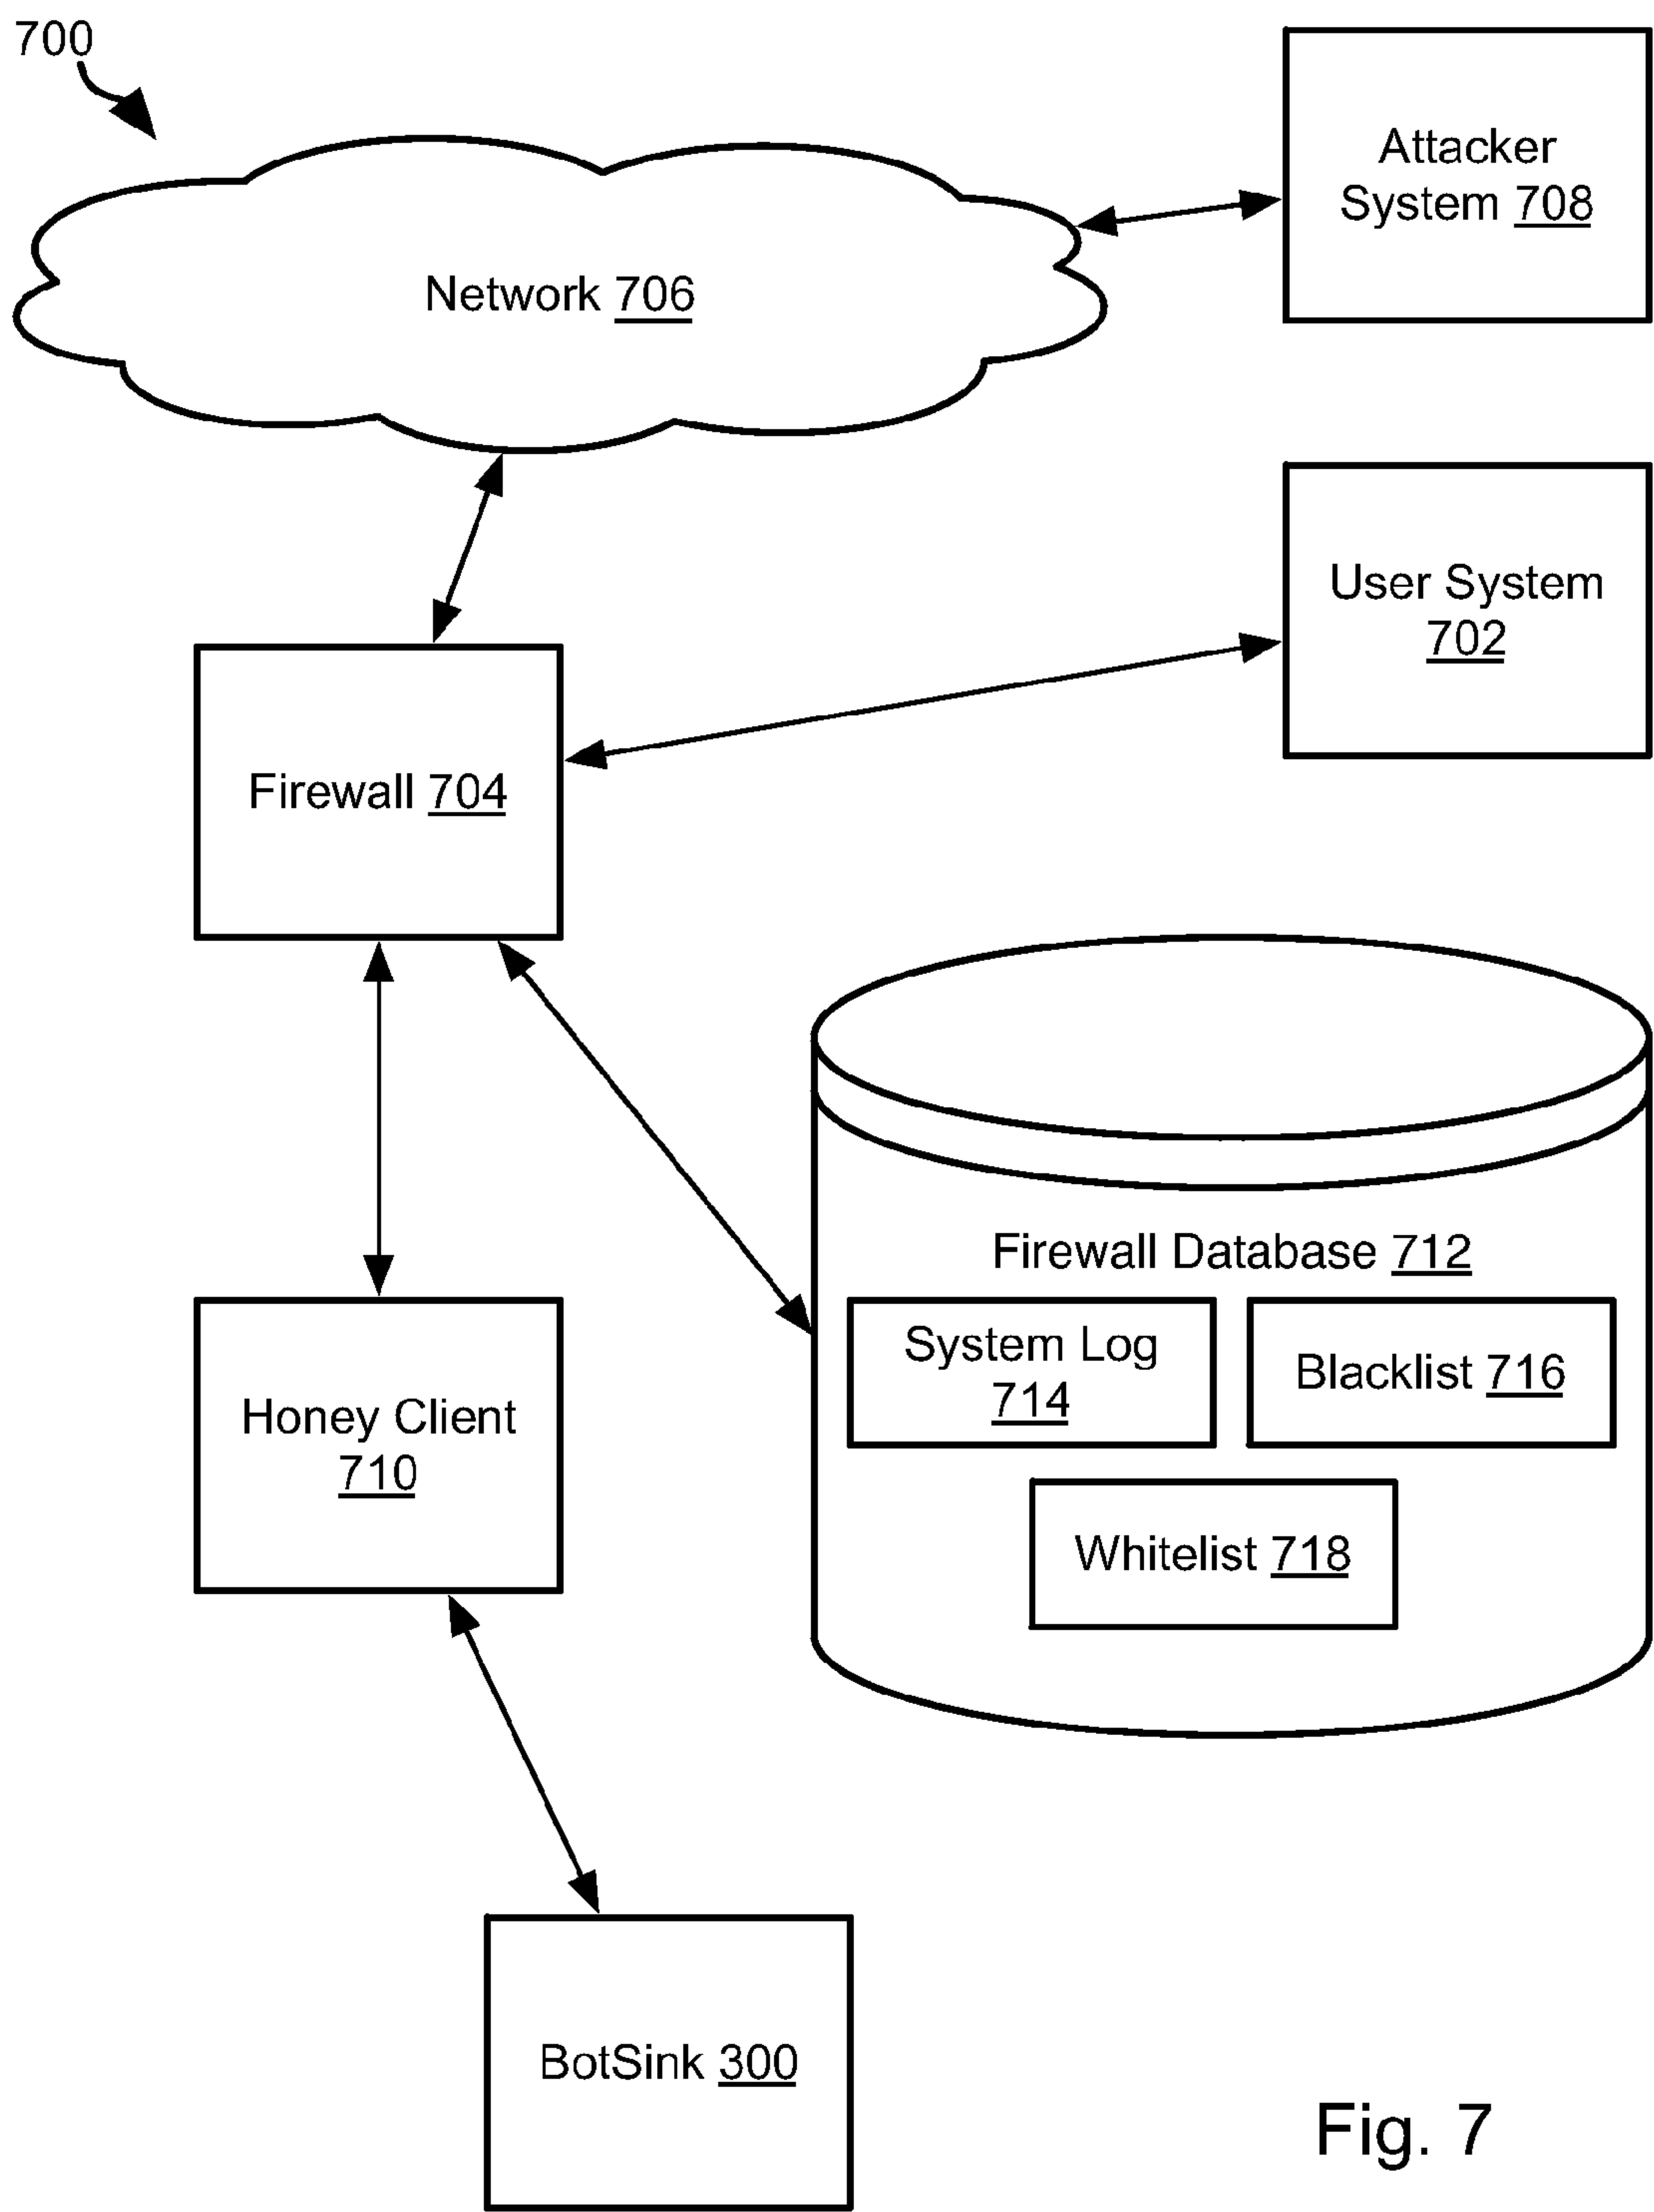 700
Attacker
System 708
Network 706
User System
702
Firewall 704
Firewall Database 712
System Log
714
Blacklist 716
Honey Client
710
Whitelist 718
BotSink 300
Fig. 7